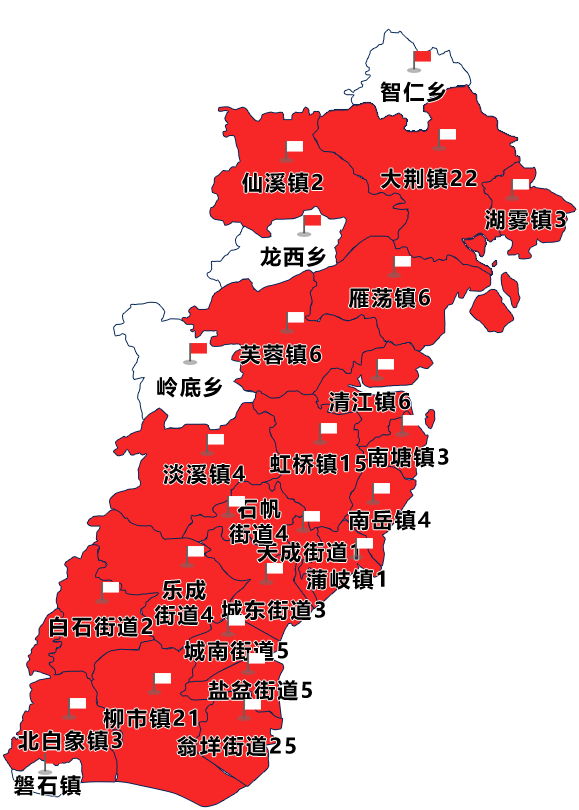 智仁乡
仙溪镇2
大荆镇22
湖雾镇3
龙西乡
雁荡镇6
芙蓉镇6
岭底乡
清江镇6
淡溪镇4
虹桥镇15
南塘镇3
石帆
街道4
南岳镇4
天成街道1
蒲岐镇1
乐成
街道4
城东街道3
白石街道2
城南街道5
盐盆街道5
柳市镇21
北白象镇3
翁垟街道25
磐石镇